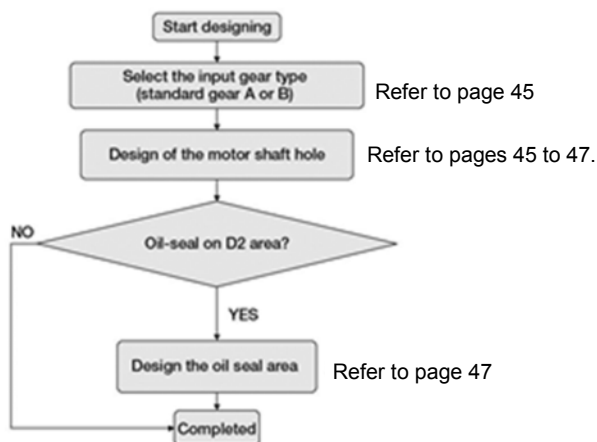 Start designing
Select the input gear type
(standard gear A or B)
Refer to page 45
Design of the motor shaft hole
Refer to pages 45 to 47.
NO
Oil-seal on D2 area?
YES
Design the oil seal area
Refer to page 47
Completed